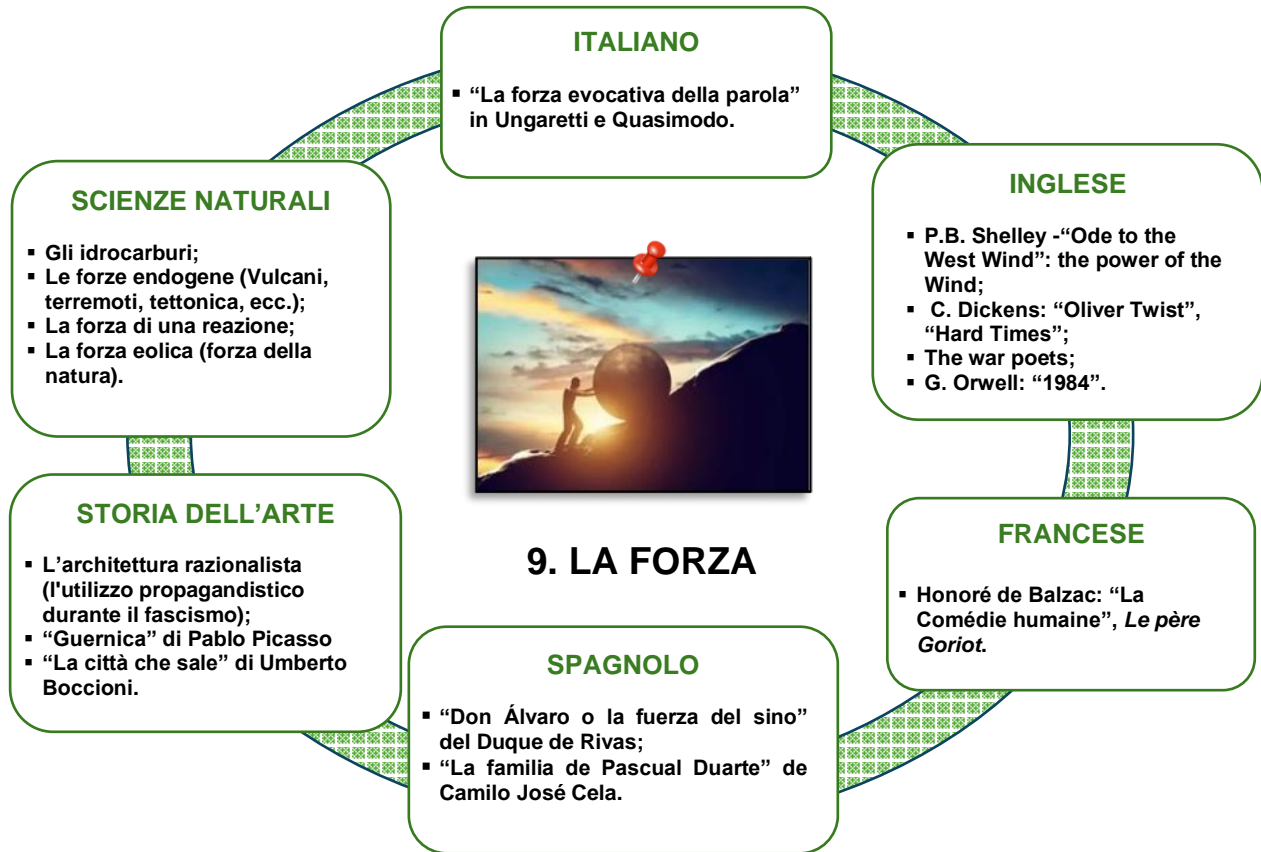 ITALIANO
▪ “La forza evocativa della parola”
in Ungaretti e Quasimodo.
SCIENZE NATURALI
▪ Gli idrocarburi;
▪ Le forze endogene (Vulcani,
terremoti, tettonica, ecc.);
▪ La forza di una reazione;
▪ La forza eolica (forza della
natura).
INGLESE
▪ P.B. Shelley -“Ode to the
West Wind”: the power of the
Wind;
▪ C. Dickens: “Oliver Twist”,
“Hard Times”;
▪ The war poets;
▪ G. Orwell: “1984”.
STORIA DELL’ARTE
▪ L’architettura razionalista
(l'utilizzo propagandistico
durante il fascismo);
▪ “Guernica” di Pablo Picasso
▪ “La città che sale” di Umberto
Boccioni.
9. LA FORZA
FRANCESE
▪ Honoré de Balzac: “La
Comédie humaine”, Le père
Goriot.
SPAGNOLO
▪ “Don Álvaro o la fuerza del sino”
del Duque de Rivas;
▪ “La familia de Pascual Duarte” de
Camilo José Cela.